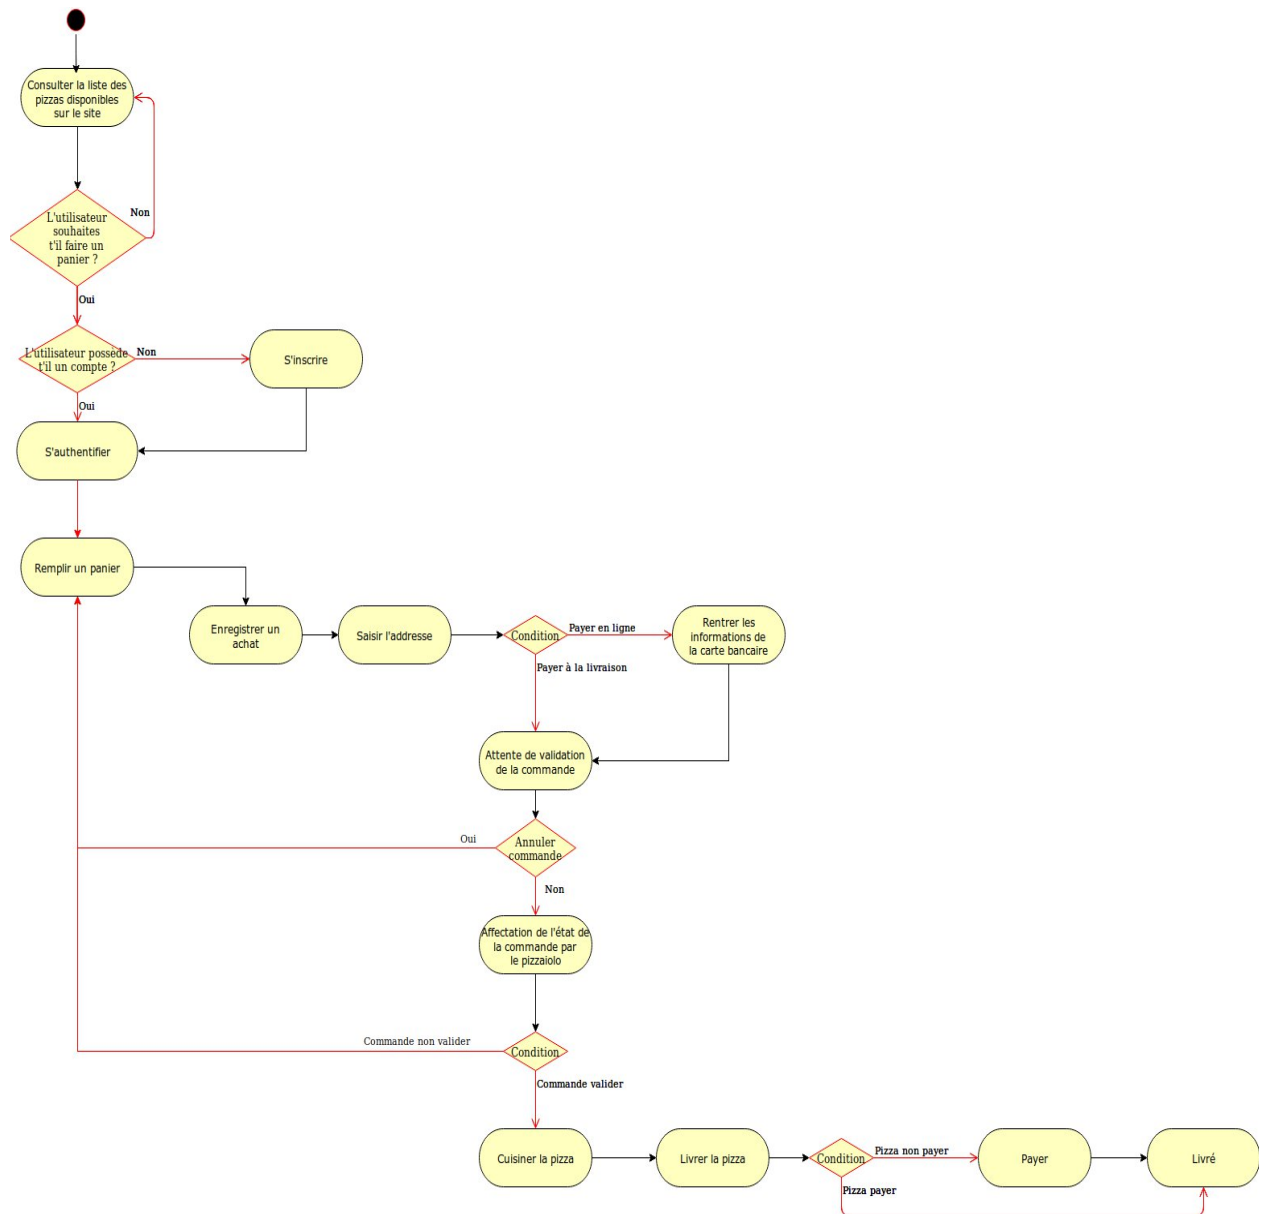 Consulter la liste des
pizzas disponibles
sur le site
Non
L'utilisateur
souhaites
t'il faire un
panier ?
Oui
L'utilisateur possède
t'il un compte ?
Non
S'inscrire
Oui
S'authentifier
Remplir un panier
Enregistrer un
achat
Saisir l'addresse
Condition
Payer en ligne
Rentrer les
informations de
la carte bancaire
Payer à la livraison
Attente de validation
de la commande
Oui
Annuler
commande
Non
Affectation de l'état de
la commande par
le pizzaiolo
Commande non valider
Condition
Commande valider
Cuisiner la pizza
Livrer la pizza
Condition
Pizza non payer
Payer
Livré
Pizza payer